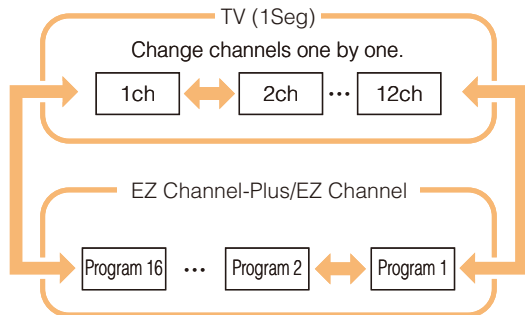 TV (1Seg)
Change channels one by one.
1ch 2ch ··· 12ch
EZ Channel-Plus/EZ Channel
Program 16 ··· Program 2 Program 1